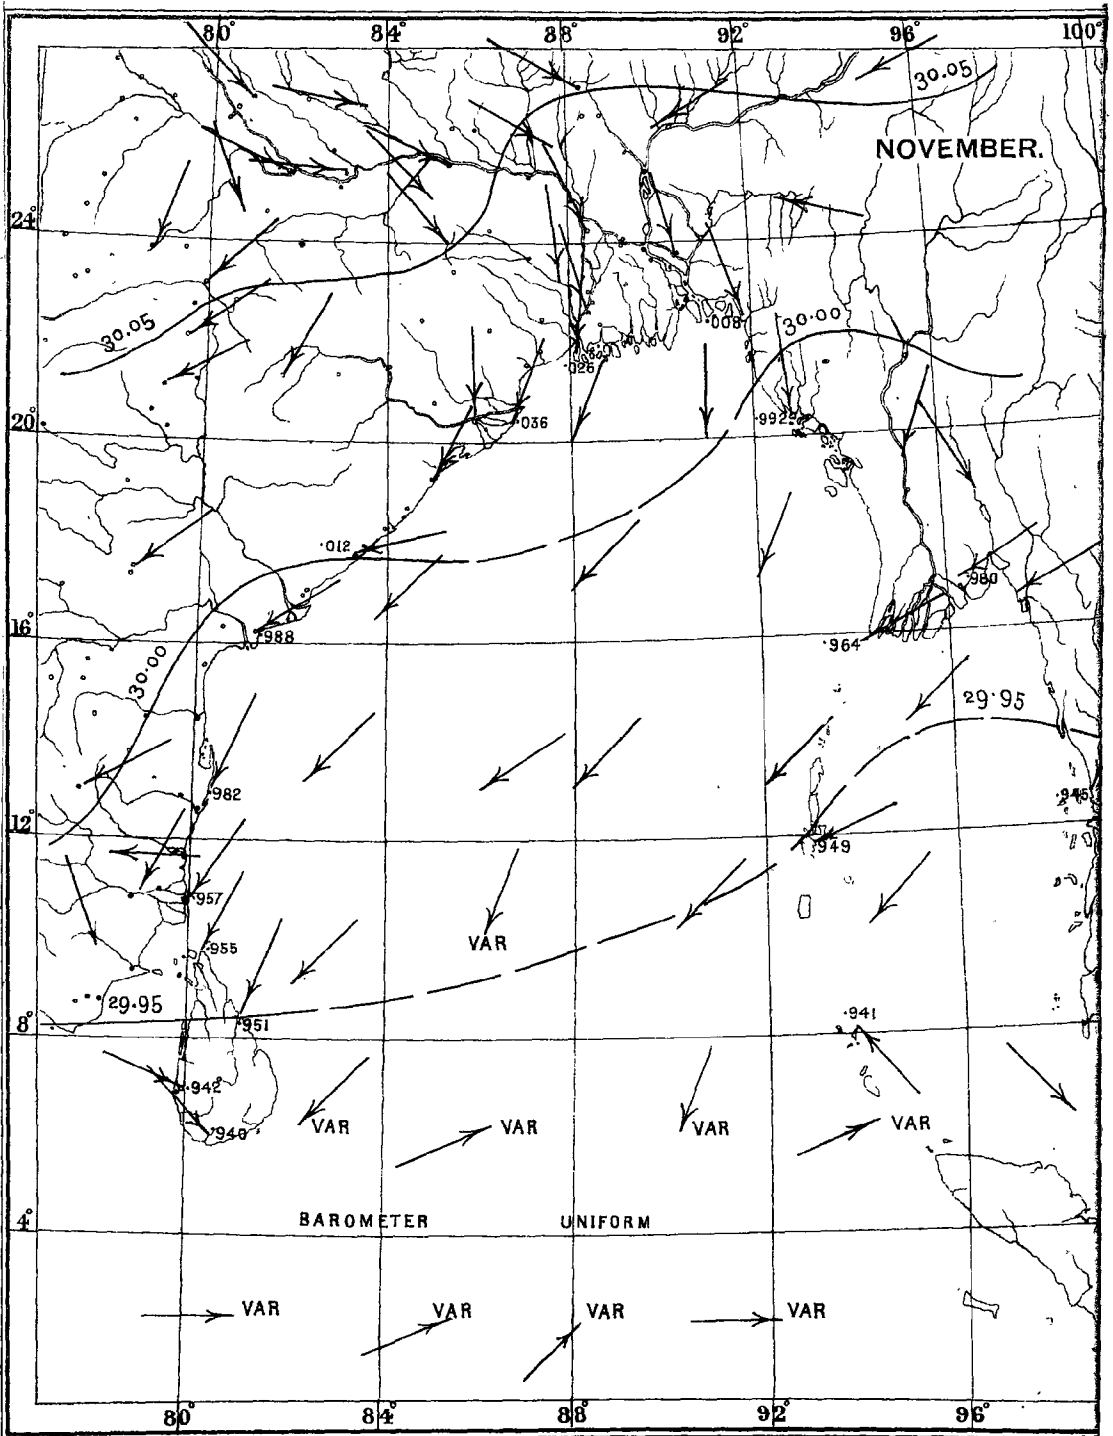 80° 84° 88° 92° 96° 100°
30.05
NOVEMBER.
24°
30.05
.008
30.00
.026
20°
.036
.992
.012
.980
16°
.988
.964
30.00
29.95
.982
.945
12°
.949
.957
VAR
.955
29.95
.951
.941
8°
.942
.940
VAR
VAR
VAR
VAR
BAROMETER UNIFORM
4°
VAR
VAR
VAR
VAR
80° 84° 88° 92° 96°